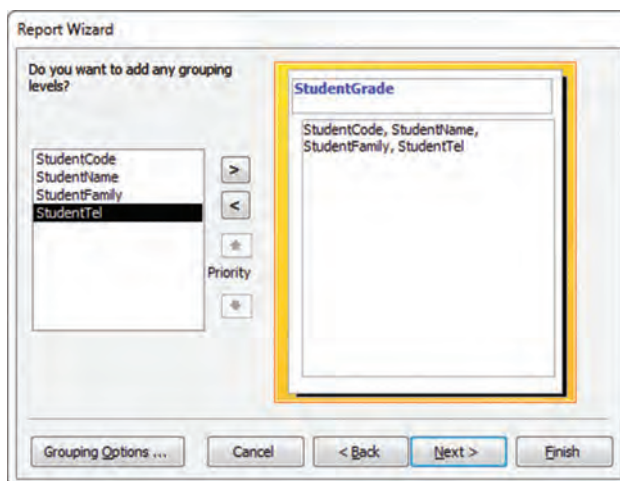 Report Wizard
Do you want to add any grouping
levels?
StudentCode
StudentName
StudentFamily
StudentTel
>
<
Priority
StudentGrade
StudentCode, StudentName,
StudentFamily, StudentTel
Grouping Options ...
Cancel
< Back
Next >
Finish